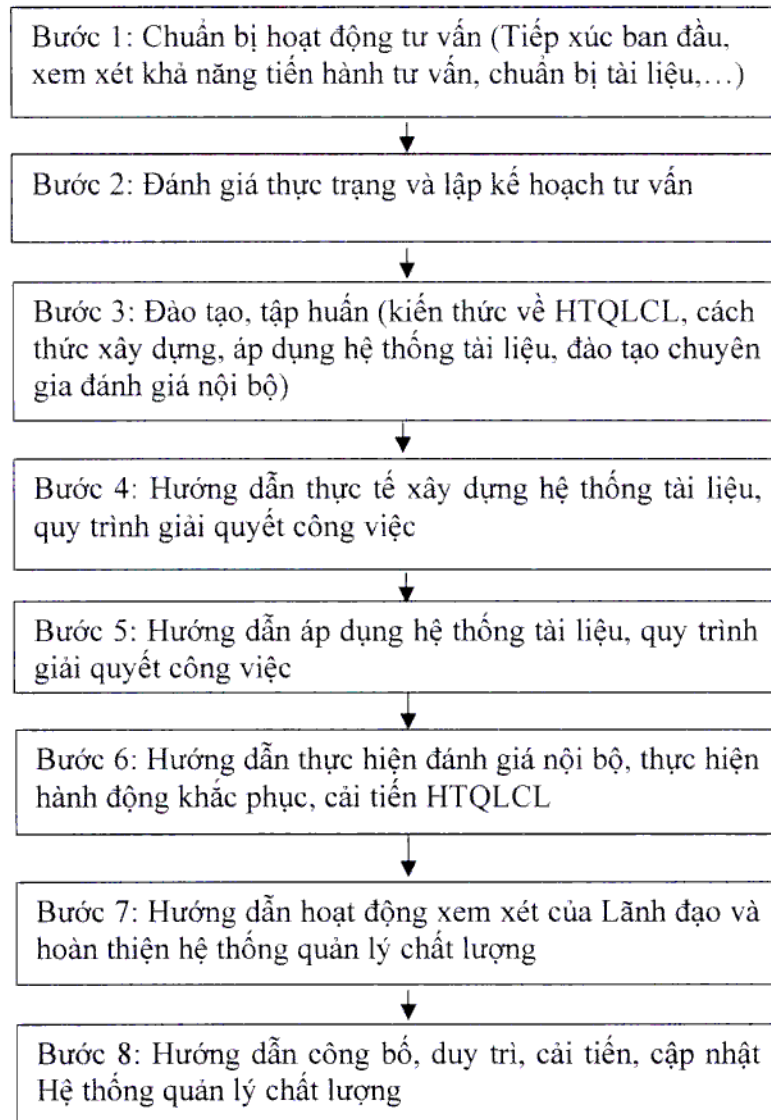 Bước 1: Chuẩn bị hoạt động tư vấn (Tiếp xúc ban đầu,
xem xét khả năng tiến hành tư vấn, chuẩn bị tài liệu,…)
Bước 2: Đánh giá thực trạng và lập kế hoạch tư vấn
Bước 3: Đào tạo, tập huấn (kiến thức về HTQLCL, cách
thức xây dựng, áp dụng hệ thống tài liệu, đào tạo chuyên
gia đánh giá nội bộ)
Bước 4: Hướng dẫn thực tế xây dựng hệ thống tài liệu,
quy trình giải quyết công việc
Bước 5: Hướng dẫn áp dụng hệ thống tài liệu, quy trình
giải quyết công việc
Bước 6: Hướng dẫn thực hiện đánh giá nội bộ, thực hiện
hành động khắc phục, cải tiến HTQLCL
Bước 7: Hướng dẫn hoạt động xem xét của Lãnh đạo và
hoàn thiện hệ thống quản lý chất lượng
Bước 8: Hướng dẫn công bố, duy trì, cải tiến, cập nhật
Hệ thống quản lý chất lượng